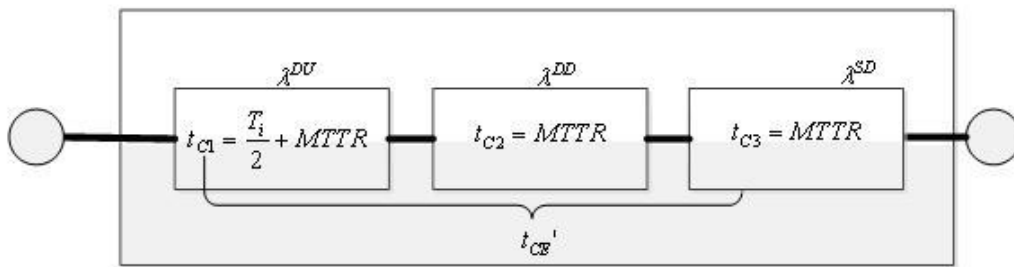 λ^DU λ^DD λ^SD
t_C1 = T_i/2 + MTTR t_C2 = MTTR t_C3 = MTTR
t_CE'